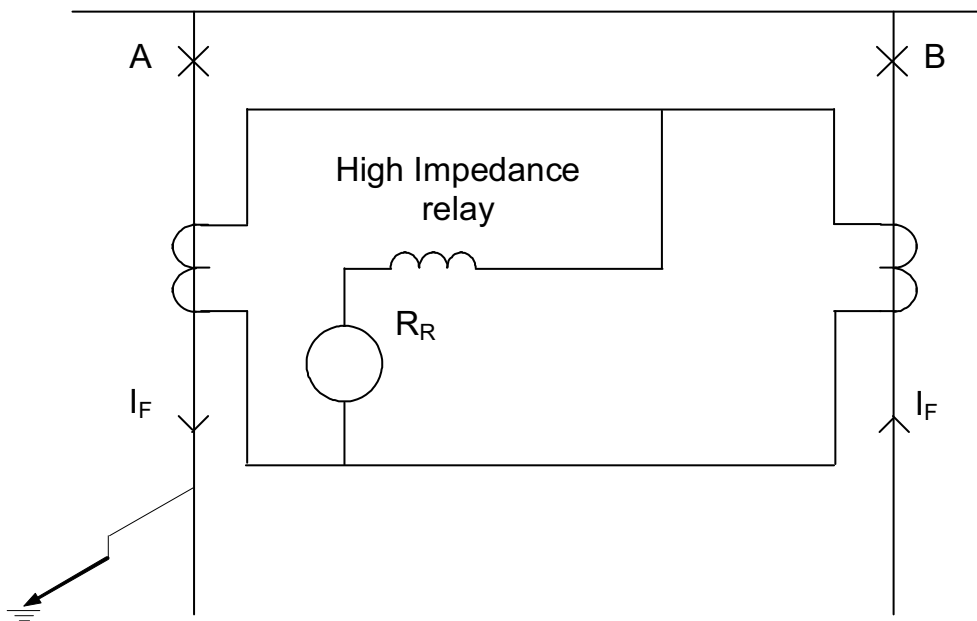 A
B
High Impedance
relay
R_R
I_F
I_F